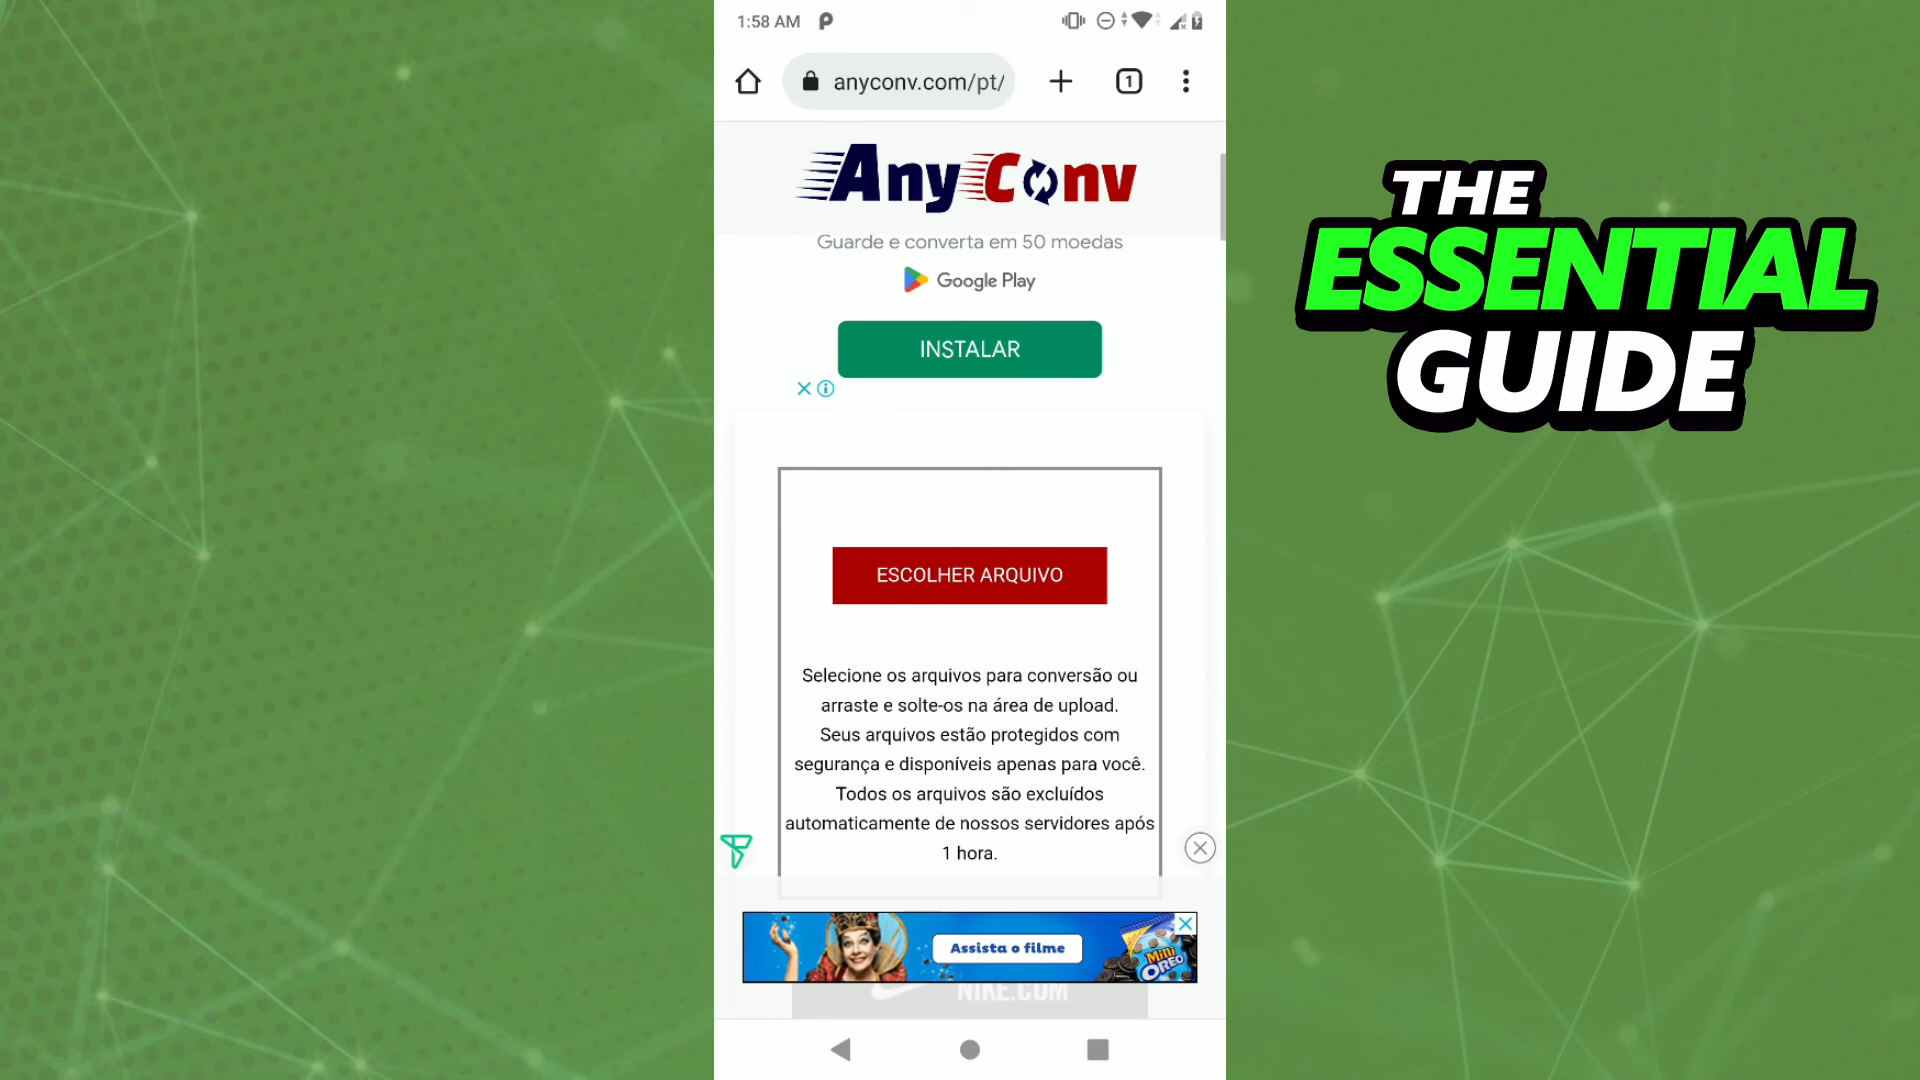 1:58 AM
anyconv.com/pt/
1
AnyConv
Guarde e converta em 50 moedas
Google Play
INSTALAR
ESCOLHER ARQUIVO
Selecione os arquivos para conversão ou
arraste e solte-os na área de upload.
Seus arquivos estão protegidos com
segurança e disponíveis apenas para você.
Todos os arquivos são excluídos
automaticamente de nossos servidores após
1 hora.
Assista o filme
Mini
OREO
NIKE.COM
THE
ESSENTIAL
GUIDE